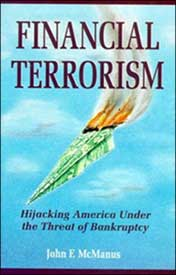 FINANCIAL
TERRORISM
Hijacking America Under
the Threat of Bankruptcy
John F. McManus